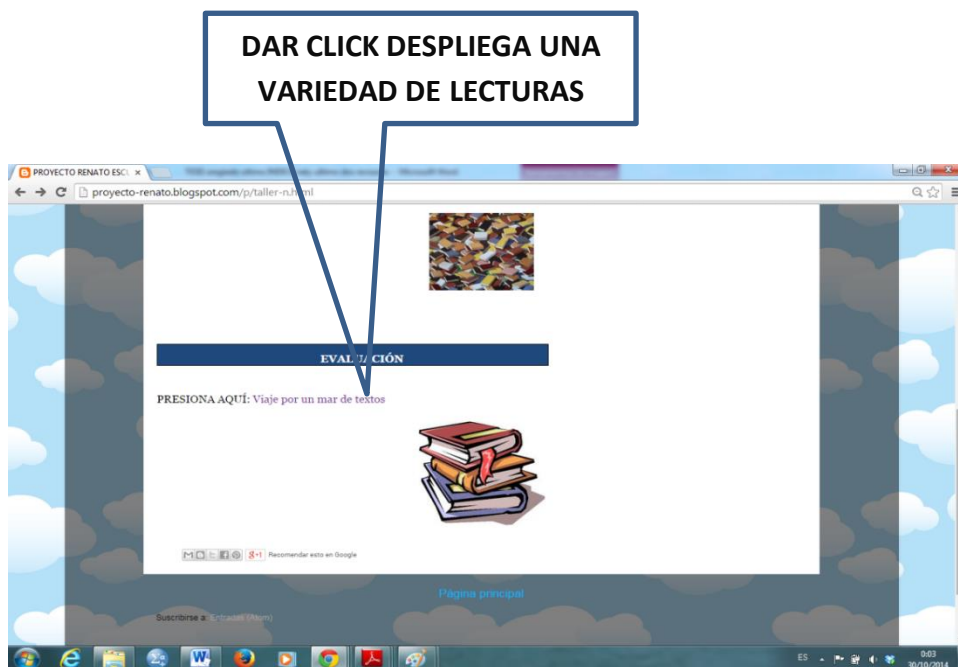 DAR CLICK DESPLIEGA UNA
VARIEDAD DE LECTURAS
PROYECTO RENATO ESC
proyecto-renato.blogspot.com/p/taller-n.html
EVALUACIÓN
PRESIONA AQUÍ: Viaje por un mar de textos
g+1 Recomendar esto en Google
Página principal
Suscribirse a: Entradas (Atom)
ES
0:03
30/10/2014